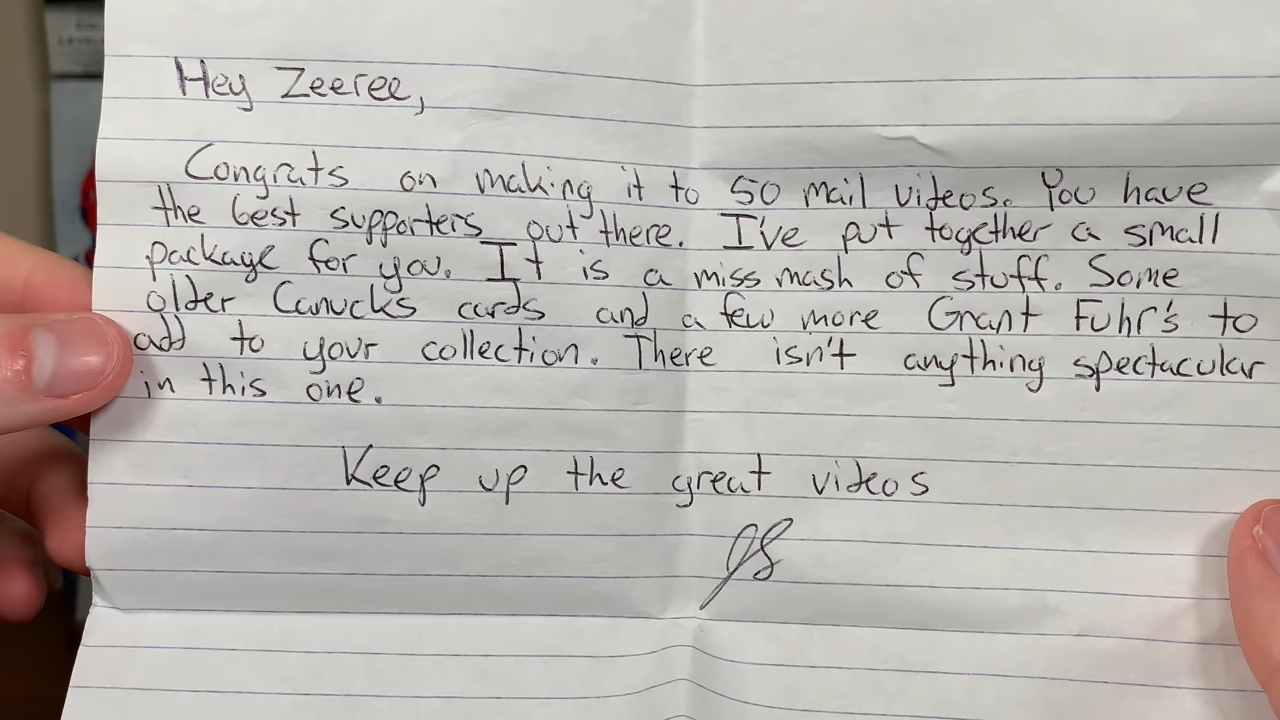 Hey Zeeree,
Congrats on making it to 50 mail videos. You have
the best supporters out there. I've put together a small
package for you. It is a miss mash of stuff. Some
older Canucks cards and a few more Grant Fuhr's to
add to your collection. There isn't anything spectacular
in this one.
Keep up the great videos
JS